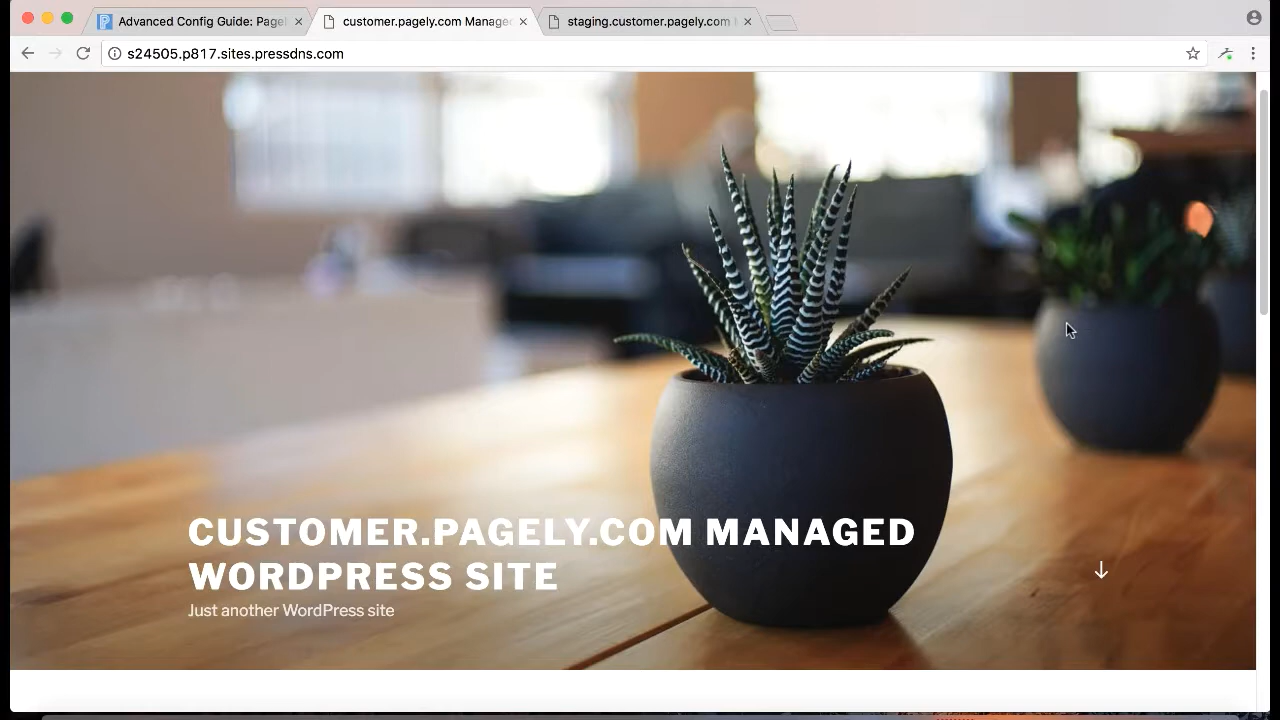 Advanced Config Guide: Pagel
customer.pagely.com Manage
staging.customer.pagely.com
s24505.p817.sites.pressdns.com
CUSTOMER.PAGELY.COM MANAGED
WORDPRESS SITE
Just another WordPress site